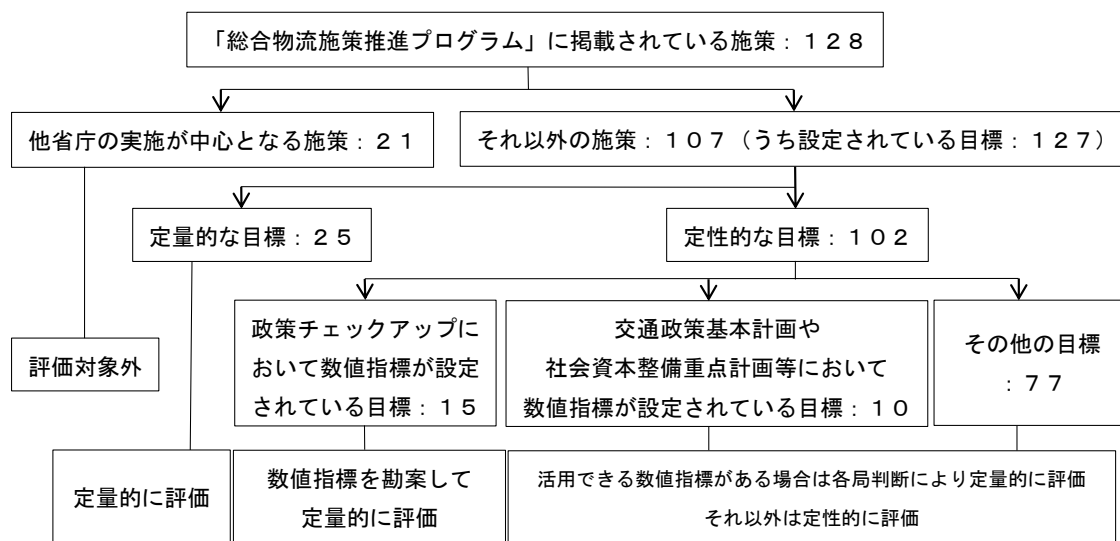 「総合物流施策推進プログラム」に掲載されている施策：１２８
他省庁の実施が中心となる施策：２１
それ以外の施策：１０７（うち設定されている目標：１２７）
定量的な目標：２５
定性的な目標：１０２
評価対象外
政策チェックアップに
おいて数値指標が設定
されている目標：１５
交通政策基本計画や
社会資本整備重点計画等において
数値指標が設定されている目標：１０
その他の目標
：７７
定量的に評価
数値指標を勘案して
定量的に評価
活用できる数値指標がある場合は各局判断により定量的に評価
それ以外は定性的に評価